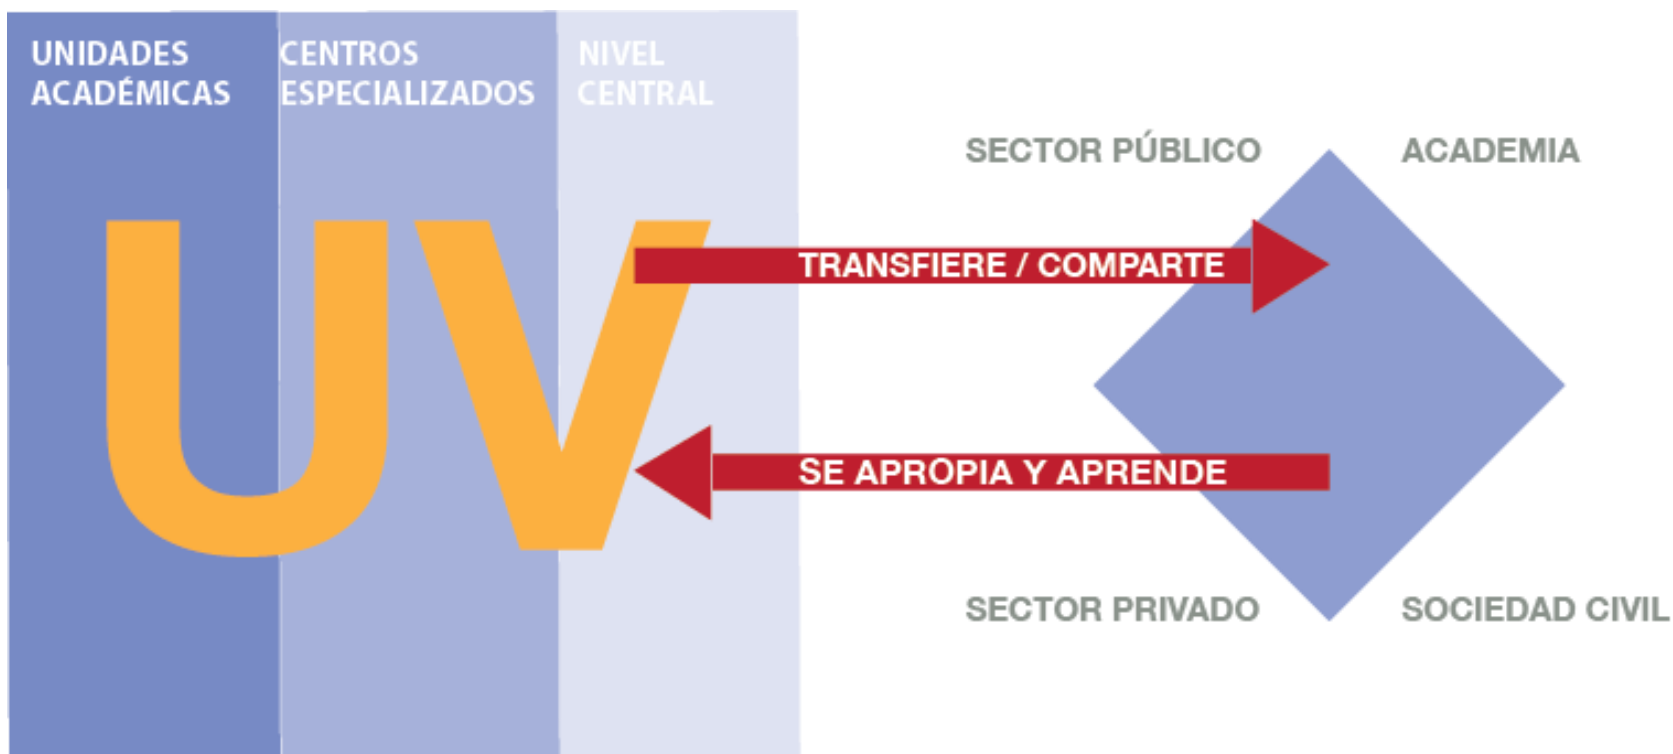 UNIDADES
ACADÉMICAS
CENTROS
ESPECIALIZADOS
NIVEL
CENTRAL
UV
SECTOR PÚBLICO
ACADEMIA
TRANSFIERE / COMPARTE
SE APROPIA Y APRENDE
SECTOR PRIVADO
SOCIEDAD CIVIL